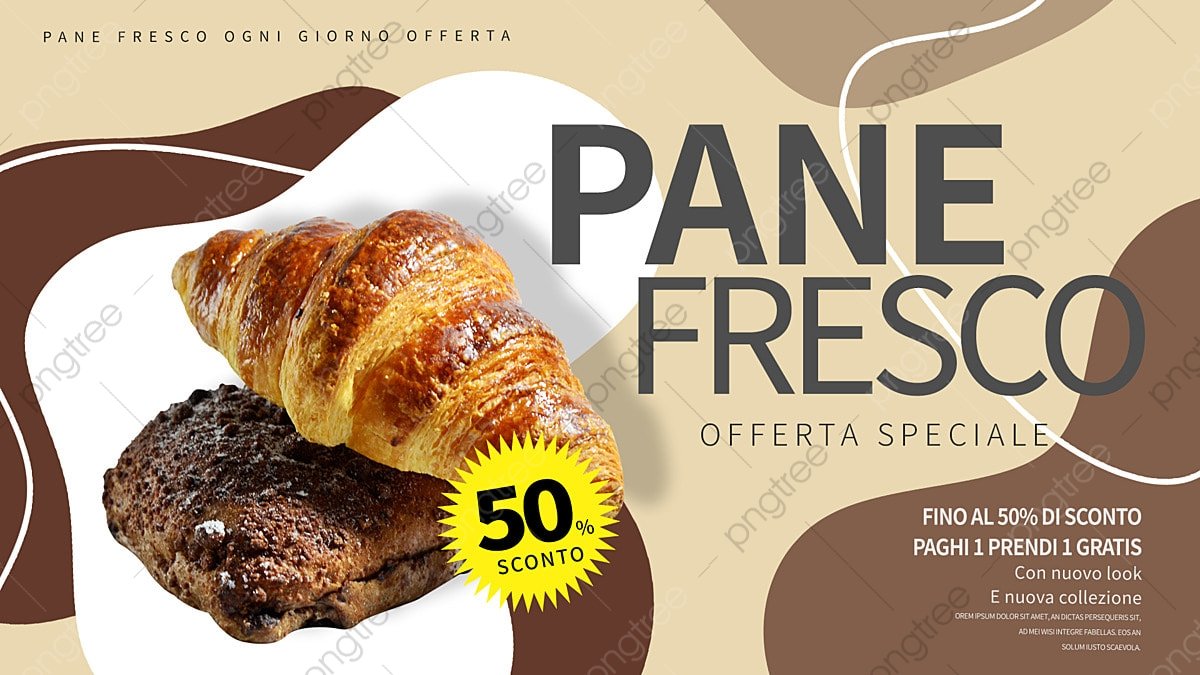 PANE FRESCO OGNI GIORNO OFFERTA
PANE
FRESCO
OFFERTA SPECIALE
50%
SCONTO
FINO AL 50% DI SCONTO
PAGHI 1 PRENDI 1 GRATIS
Con nuovo look
E nuova collezione
OREM IPSUM DOLOR SIT AMET, AN DICTAS PERSEQUERIS SIT,
AD MEI WISI INTEGRE FABELLAS. EOS AN
SOLUM IUSTO SCAEVOLA.
pngtree